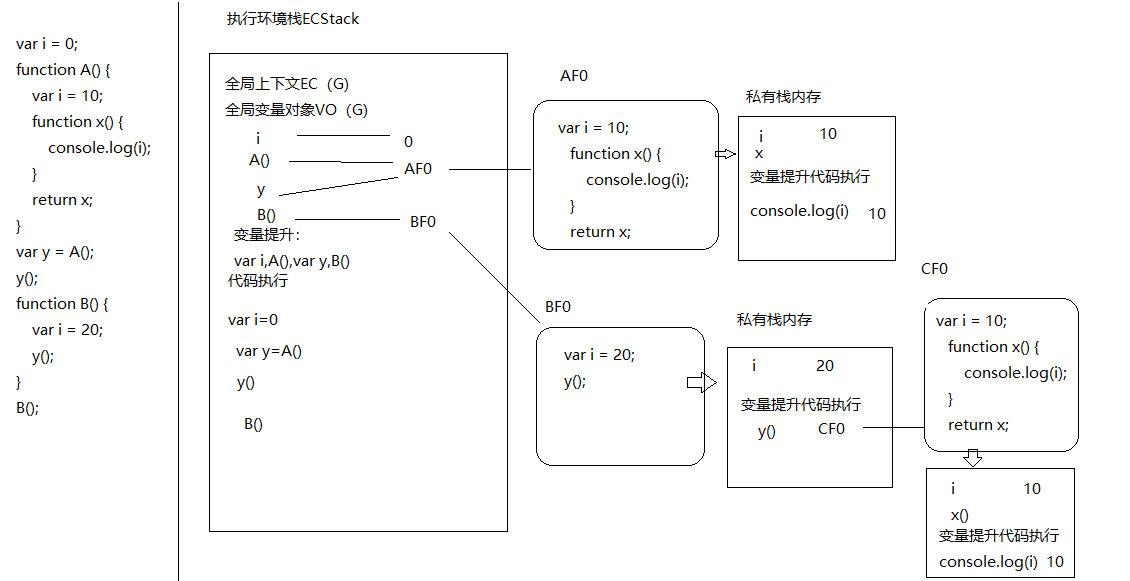 var i = 0;
function A() {
var i = 10;
function x() {
console.log(i);
}
return x;
}
var y = A();
y();
function B() {
var i = 20;
y();
}
B();
执行环境栈ECStack
全局上下文EC（G)
全局变量对象VO（G)
i 0
A() AF0
y
B() BF0
变量提升：
var i,A(),var y,B()
代码执行
var i=0
var y=A()
y()
B()
AF0
var i = 10;
function x() {
console.log(i);
}
return x;
私有栈内存
i 10
x
变量提升代码执行
console.log(i) 10
BF0
var i = 20;
y();
私有栈内存
i 20
变量提升代码执行
y() CF0
CF0
var i = 10;
function x() {
console.log(i);
}
return x;
i 10
x()
变量提升代码执行
console.log(i) 10